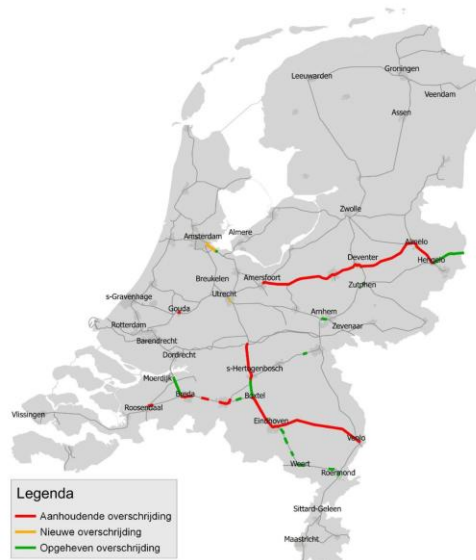 Groningen
Leeuwarden
Veendam
Assen
Zwolle
Amsterdam
Almere
Almelo
Deventer
Hengelo
Breukelen
Amersfoort
Zutphen
s-Gravenhage
Utrecht
Gouda
Arnhem
Rotterdam
Zevenaar
Barendrecht
Dordrecht
s-Hertogenbosch
Moerdijk
Breda
Boxtel
Vlissingen
Roosendaal
Eindhoven
Venlo
Weert
Roermond
Sittard-Geleen
Maastricht
Legenda
Aanhoudende overschrijding
Nieuwe overschrijding
Opgeheven overschrijding